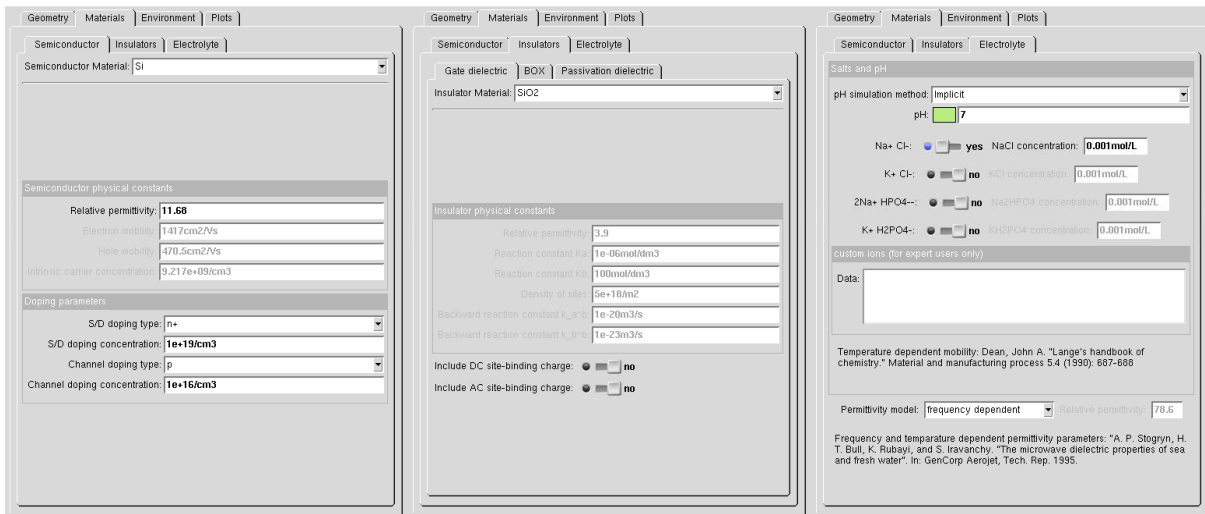 Geometry Materials Environment Plots
Semiconductor Insulators Electrolyte
Semiconductor Material: Si
Semiconductor physical constants
Relative permittivity: 11.68
Electron mobility: 1417cm2/Vs
Hole mobility: 470.5cm2/Vs
Intrinsic carrier concentration: 9.217e+09/cm3
Doping parameters
S/D doping type: n+
S/D doping concentration: 1e+19/cm3
Channel doping type: p
Channel doping concentration: 1e+16/cm3
Geometry Materials Environment Plots
Semiconductor Insulators Electrolyte
Gate dielectric BOX Passivation dielectric
Insulator Material: SiO2
Insulator physical constants
Relative permittivity: 3.9
Reaction constant Ka: 1e-06mol/dm3
Reaction constant Kb: 100mol/dm3
Density of sites: 5e+18/m2
Backward reaction constant k_a^b: 1e-20m3/s
Backward reaction constant k_b^b: 1e-23m3/s
Include DC site-binding charge: no
Include AC site-binding charge: no
Geometry Materials Environment Plots
Semiconductor Insulators Electrolyte
Salts and pH
pH simulation method: Implicit
pH: 7
Na+ Cl-: yes NaCl concentration: 0.001mol/L
K+ Cl-: no KCl concentration: 0.001mol/L
2Na+ HPO4--: no Na2HPO4 concentration: 0.001mol/L
K+ H2PO4-: no KH2PO4 concentration: 0.001mol/L
custom ions (for expert users only)
Data:
Temperature dependent mobility: Dean, John A. "Lange's handbook of
chemistry." Material and manufacturing process 5.4 (1990): 687-688
Permittivity model: frequency dependent Relative permittivity: 78.6
Frequency and temparature dependent permittivity parameters: "A. P. Stogryn, H.
T. Bull, K. Rubayi, and S. Iravanchy. "The microwave dielectric properties of sea
and fresh water". In: GenCorp Aerojet, Tech. Rep. 1995.